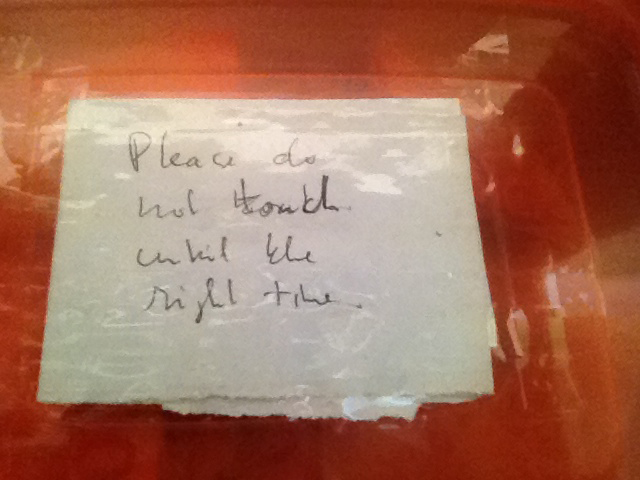 Please do
not touch
until the
right time.